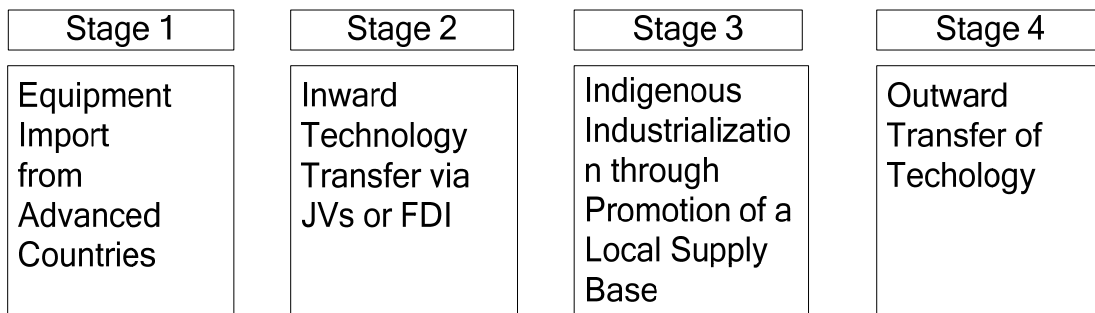 Stage 1
Equipment
Import
from
Advanced
Countries
Stage 2
Inward
Technology
Transfer via
JVs or FDI
Stage 3
Indigenous
Industrializatio
n through
Promotion of a
Local Supply
Base
Stage 4
Outward
Transfer of
Techology